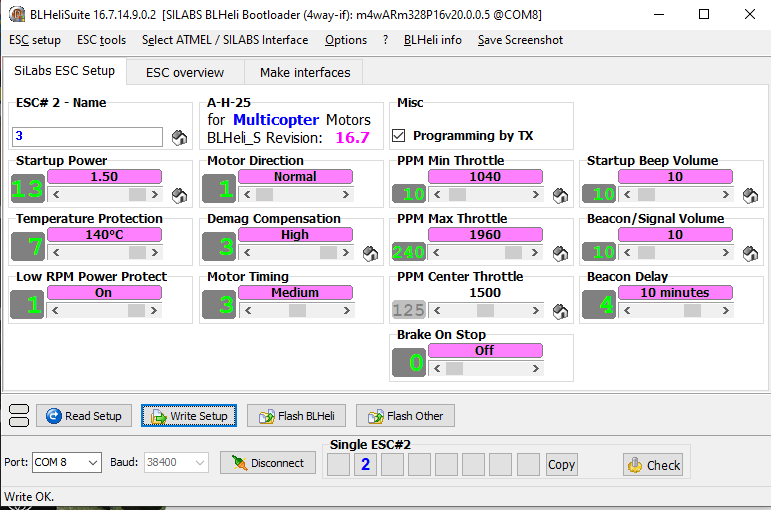 BLHeliSuite 16.7.14.9.0.2 [SILABS BLHeli Bootloader (4way-if): m4wARm328P16v20.0.0.5 @COM8]
ESC setup ESC tools Select ATMEL / SILABS Interface Options ? BLHeli info Save Screenshot
SiLabs ESC Setup ESC overview Make interfaces
ESC# 2 - Name
3
A-H-25
for Multicopter Motors
BLHeli_S Revision: 16.7
Misc
Programming by TX
Startup Power
13 1.50
Motor Direction
1 Normal
PPM Min Throttle
10 1040
Startup Beep Volume
10 10
Temperature Protection
7 140°C
Demag Compensation
3 High
PPM Max Throttle
240 1960
Beacon/Signal Volume
10 10
Low RPM Power Protect
1 On
Motor Timing
3 Medium
PPM Center Throttle
125 1500
Beacon Delay
4 10 minutes
Brake On Stop
0 Off
Read Setup Write Setup Flash BLHeli Flash Other
Single ESC#2
Port: COM 8 Baud: 38400 Disconnect 2 Copy Check
Write OK.